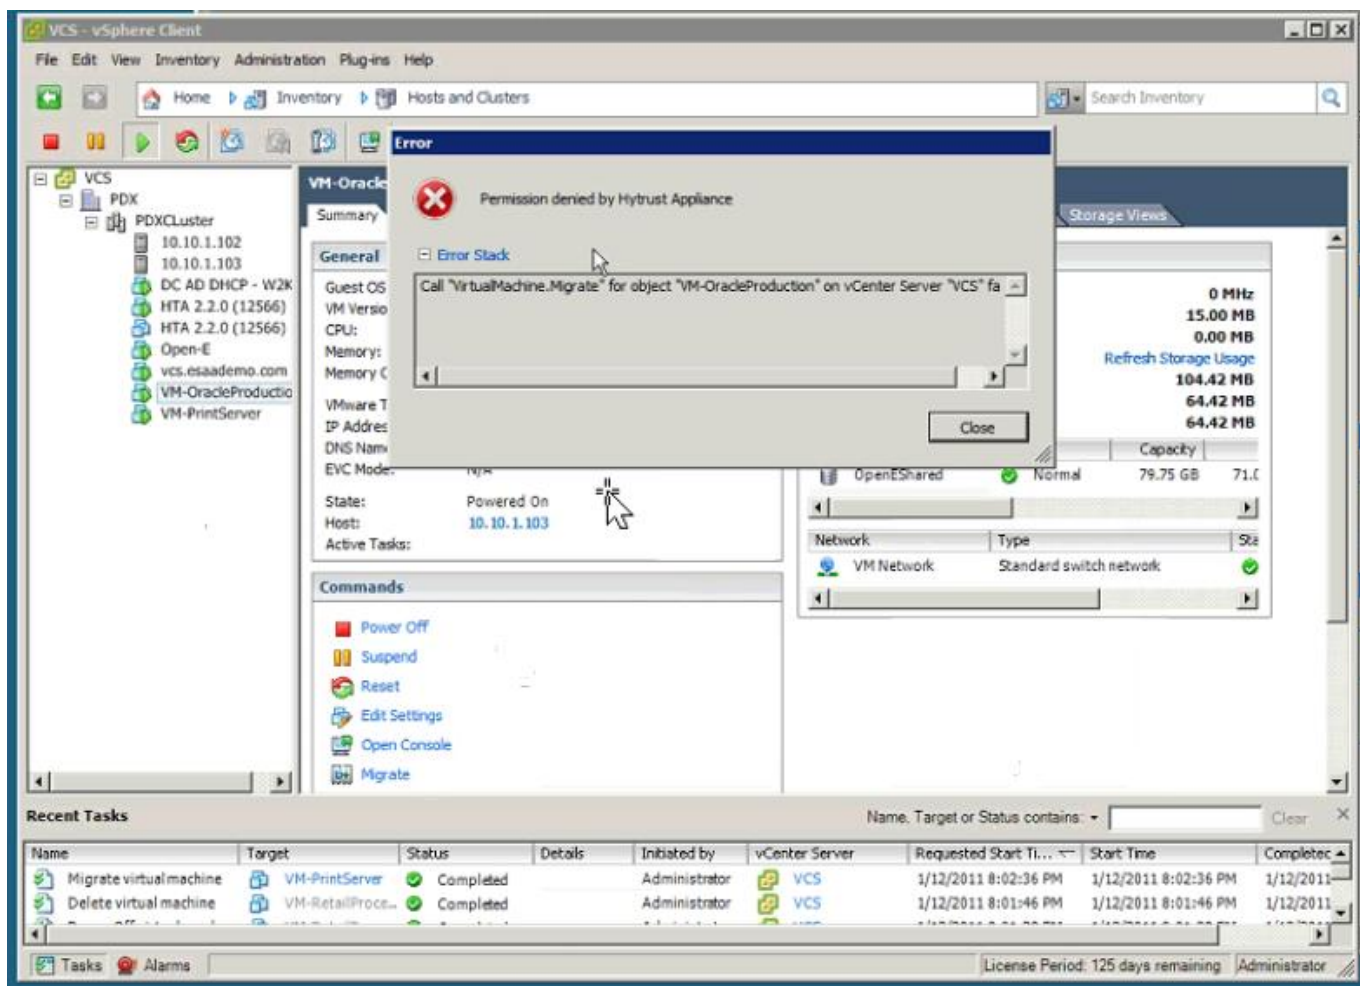 VCS - vSphere Client
File Edit View Inventory Administration Plug-ins Help
Home Inventory Hosts and Clusters
Search Inventory
VCS
PDX
PDXCLuster
10.10.1.102
10.10.1.103
DC AD DHCP - W2K
HTA 2.2.0 (12566)
HTA 2.2.0 (12566)
Open-E
vcs.esaademo.com
VM-OracleProductio
VM-PrintServer
VM-Oracle
Summary
Storage Views
Error
Permission denied by Hytrust Appliance
Error Stack
Call "VirtualMachine.Migrate" for object "VM-OracleProduction" on vCenter Server "VCS" fa
Close
General
Guest OS
VM Versio
CPU:
Memory:
Memory O
VMware T
IP Addres
DNS Nam
EVC Mode: N/A
State: Powered On
Host: 10.10.1.103
Active Tasks:
0 MHz
15.00 MB
0.00 MB
Refresh Storage Usage
104.42 MB
64.42 MB
64.42 MB
Capacity
OpenEShared Normal 79.75 GB 71.0
Network Type Sta
VM Network Standard switch network
Commands
Power Off
Suspend
Reset
Edit Settings
Open Console
Migrate
Recent Tasks
Name, Target or Status contains: Clear
Name Target Status Details Initiated by vCenter Server Requested Start Ti... Start Time Completec
Migrate virtual machine VM-PrintServer Completed Administrator VCS 1/12/2011 8:02:36 PM 1/12/2011 8:02:36 PM 1/12/2011
Delete virtual machine VM-RetailProce... Completed Administrator VCS 1/12/2011 8:01:46 PM 1/12/2011 8:01:46 PM 1/12/2011
Tasks Alarms
License Period: 125 days remaining Administrator